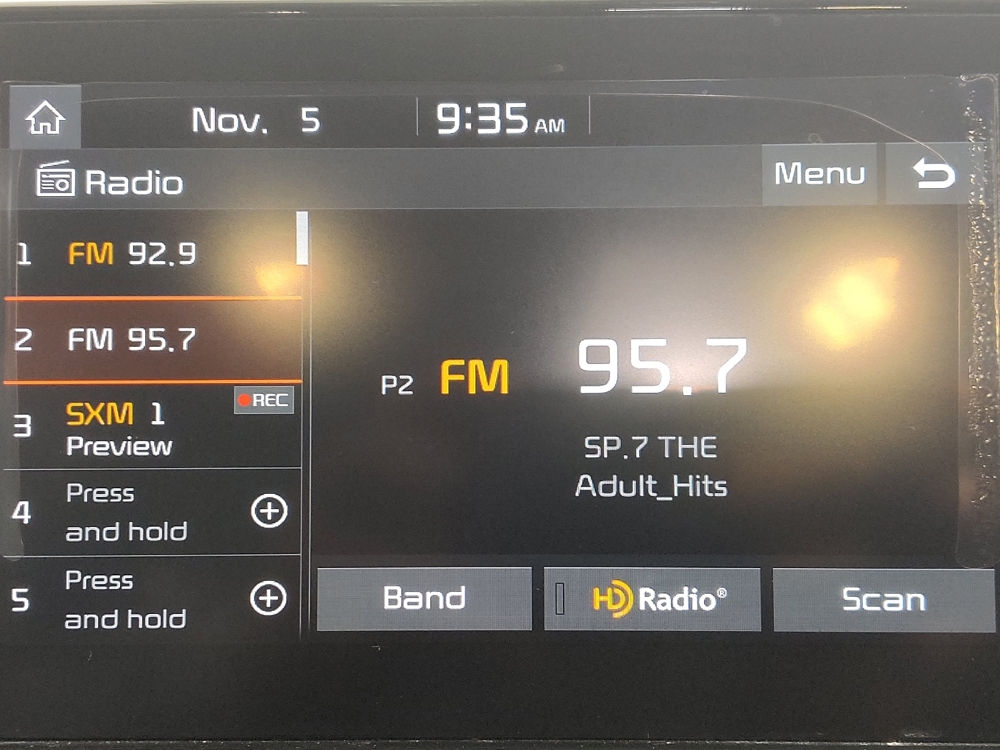 Nov. 5 9:35 AM
Radio Menu
1 FM 92.9
2 FM 95.7
3 SXM 1 REC
Preview
4 Press
and hold
5 Press
and hold
P2 FM 95.7
SP.7 THE
Adult_Hits
Band HD Radio® Scan